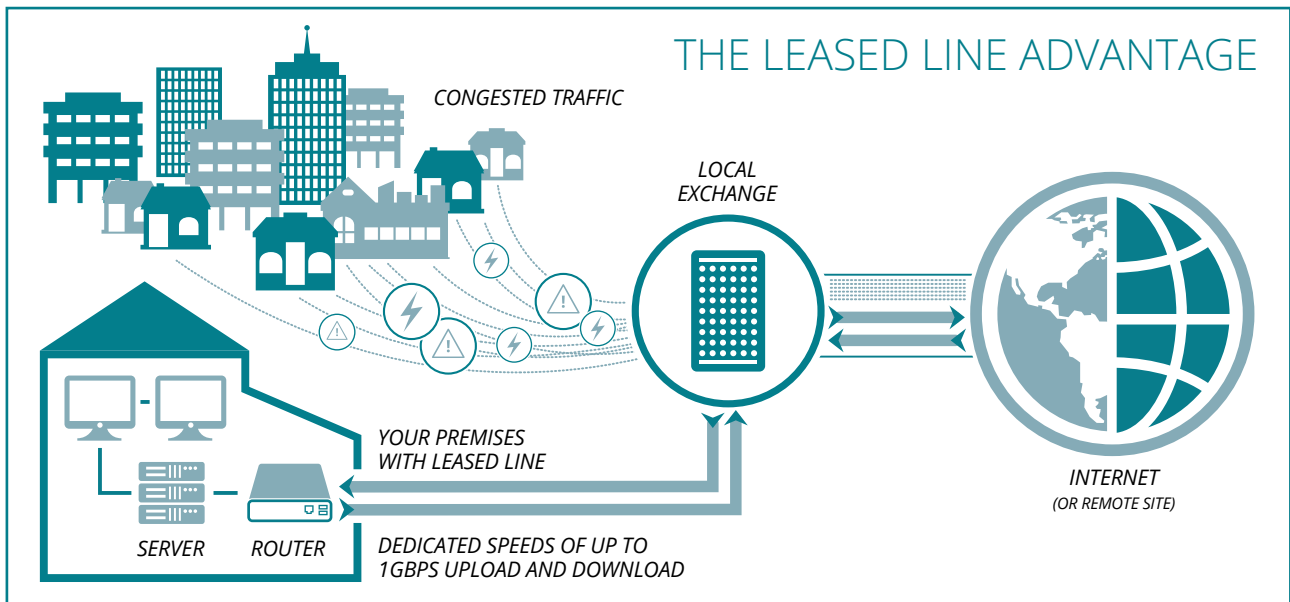 THE LEASED LINE ADVANTAGE
CONGESTED TRAFFIC
LOCAL
EXCHANGE
YOUR PREMISES
WITH LEASED LINE
INTERNET
(OR REMOTE SITE)
SERVER
ROUTER
DEDICATED SPEEDS OF UP TO
1GBPS UPLOAD AND DOWNLOAD